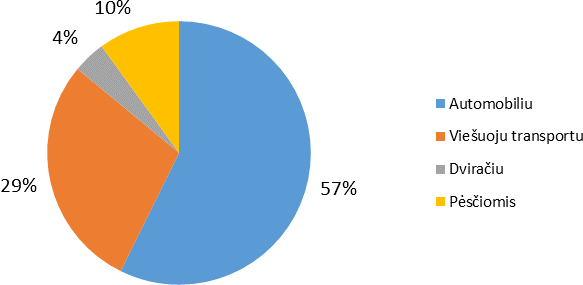 10%
4%
29%
57%
Automobiliu
Viešuoju transportu
Dviračiu
Pėsčiomis